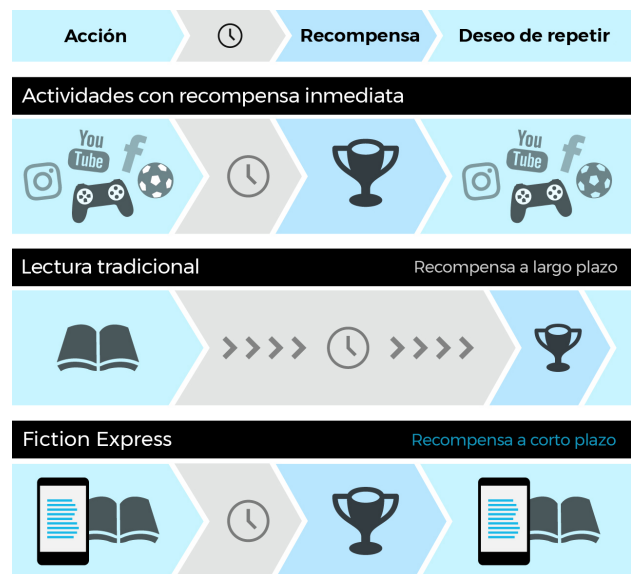 Acción
Recompensa
Deseo de repetir
Actividades con recompensa inmediata
You
Tube
f
You
Tube
f
Lectura tradicional
Recompensa a largo plazo
Fiction Express
Recompensa a corto plazo